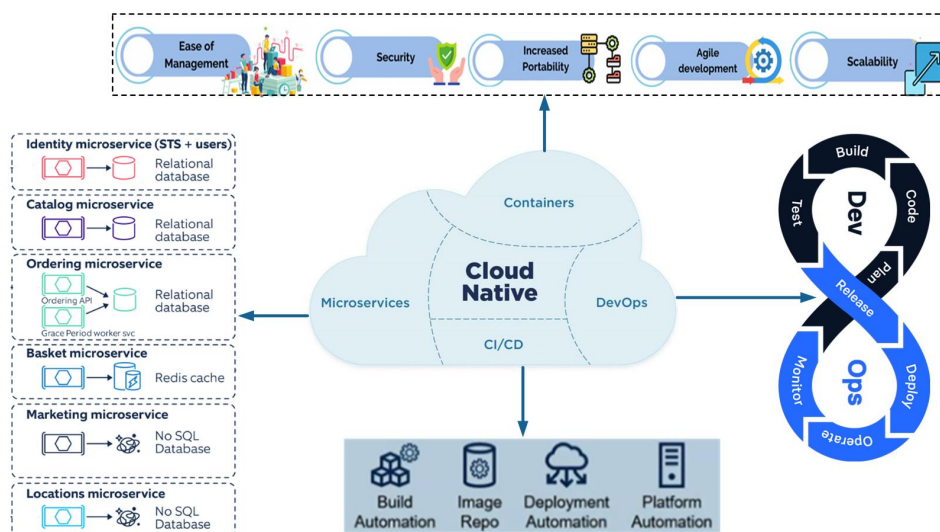 Ease of
Management
Security
Increased
Portability
Agile
development
Scalability
Identity microservice (STS + users)
Relational
database
Catalog microservice
Relational
database
Ordering microservice
Ordering API
Relational
database
Grace Period worker svc
Basket microservice
Redis cache
Marketing microservice
No SQL
Database
Locations microservice
No SQL
Database
Containers
Microservices
Cloud
Native
DevOps
CI/CD
Build
Automation
Image
Repo
Deployment
Automation
Platform
Automation
Build
Code
Test
Dev
Plan
Release
Monitor
Ops
Deploy
Operate